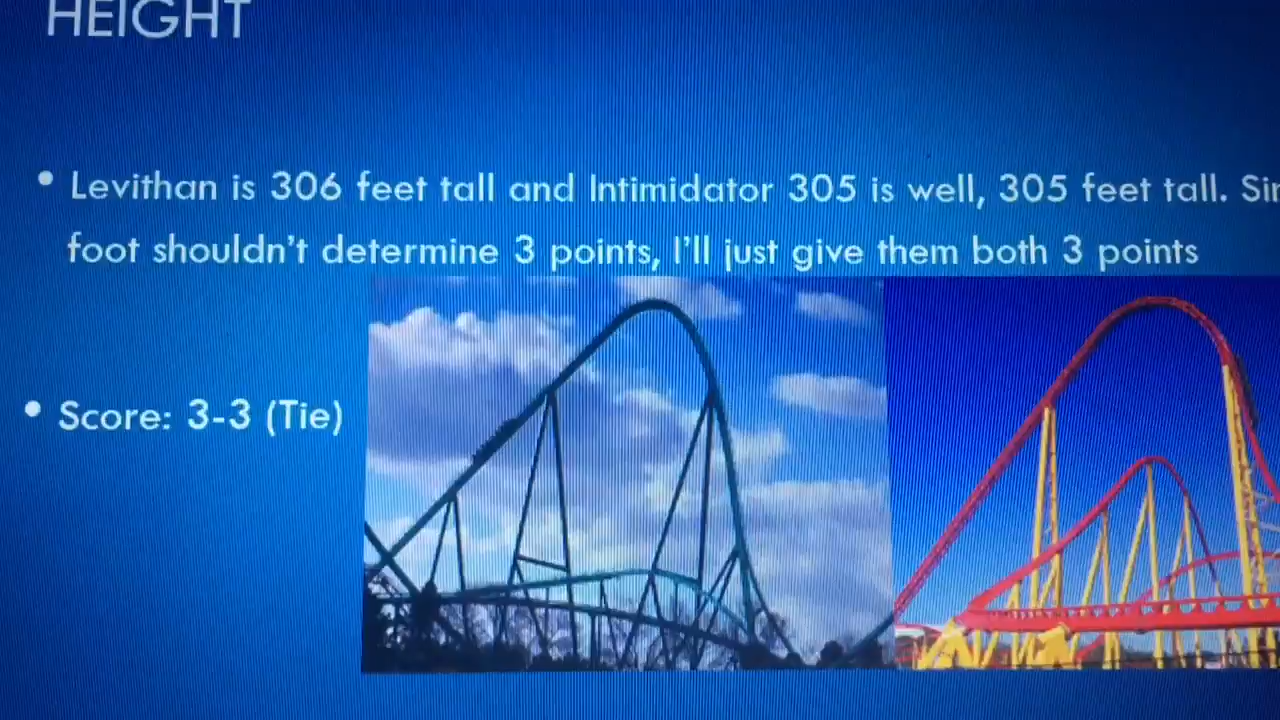 HEIGHT
• Levithan is 306 feet tall and Intimidator 305 is well, 305 feet tall.
foot shouldn't determine 3 points, I'll just give them both 3 points
• Score: 3-3 (Tie)